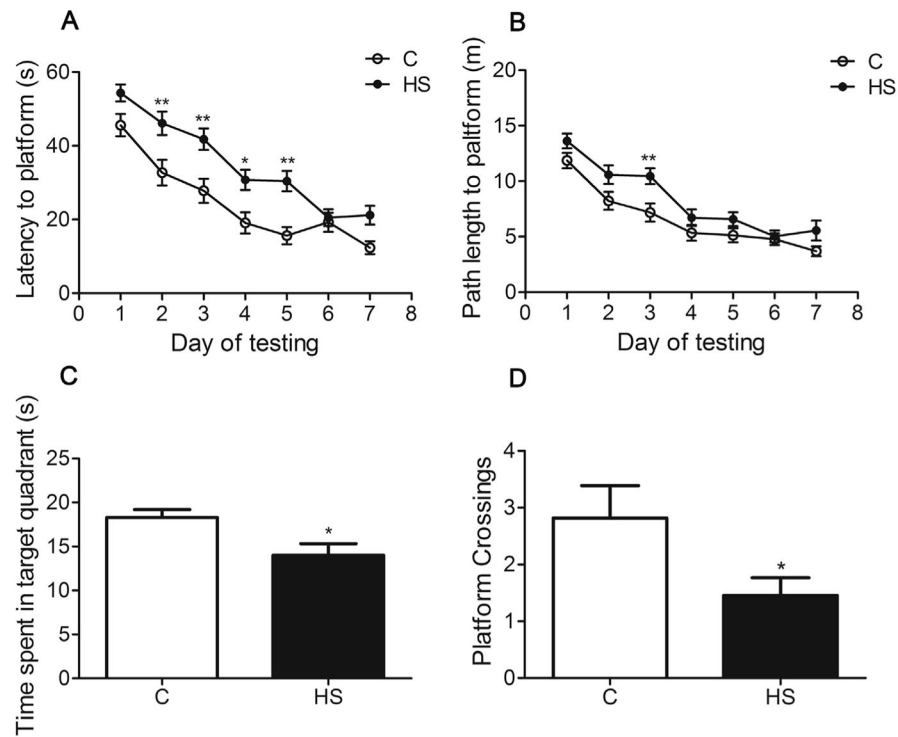 A
Latency to platform (s)
C
HS
60
40
20
0
**
**
*
**
0 1 2 3 4 5 6 7 8
Day of testing
B
Path length to paltform (m)
C
HS
20
15
10
5
0
**
0 1 2 3 4 5 6 7 8
Day of testing
C
Time spent in target quadrant (s)
25
20
15
10
5
0
*
C HS
D
Platform Crossings
4
3
2
1
0
*
C HS